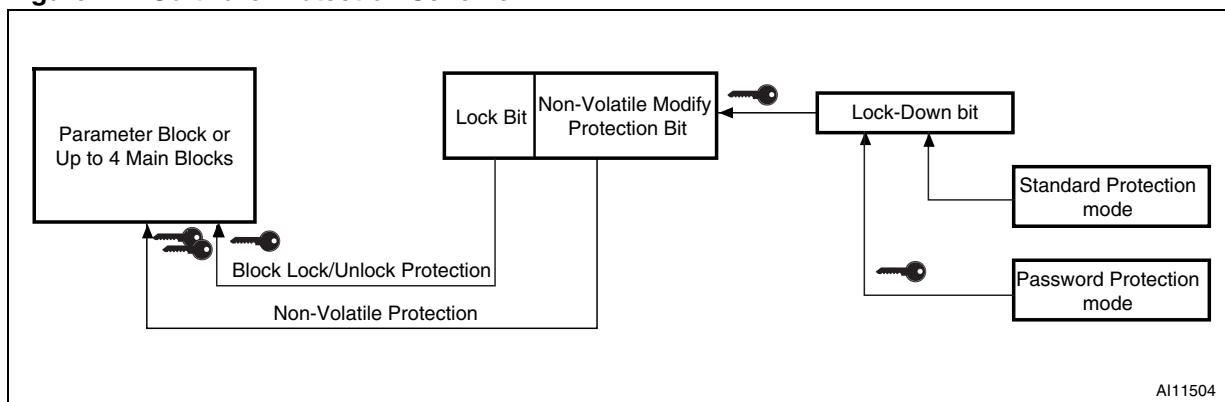 Parameter Block or
Up to 4 Main Blocks
Lock Bit
Non-Volatile Modify
Protection Bit
Lock-Down bit
Standard Protection
mode
Password Protection
mode
Block Lock/Unlock Protection
Non-Volatile Protection
AI11504